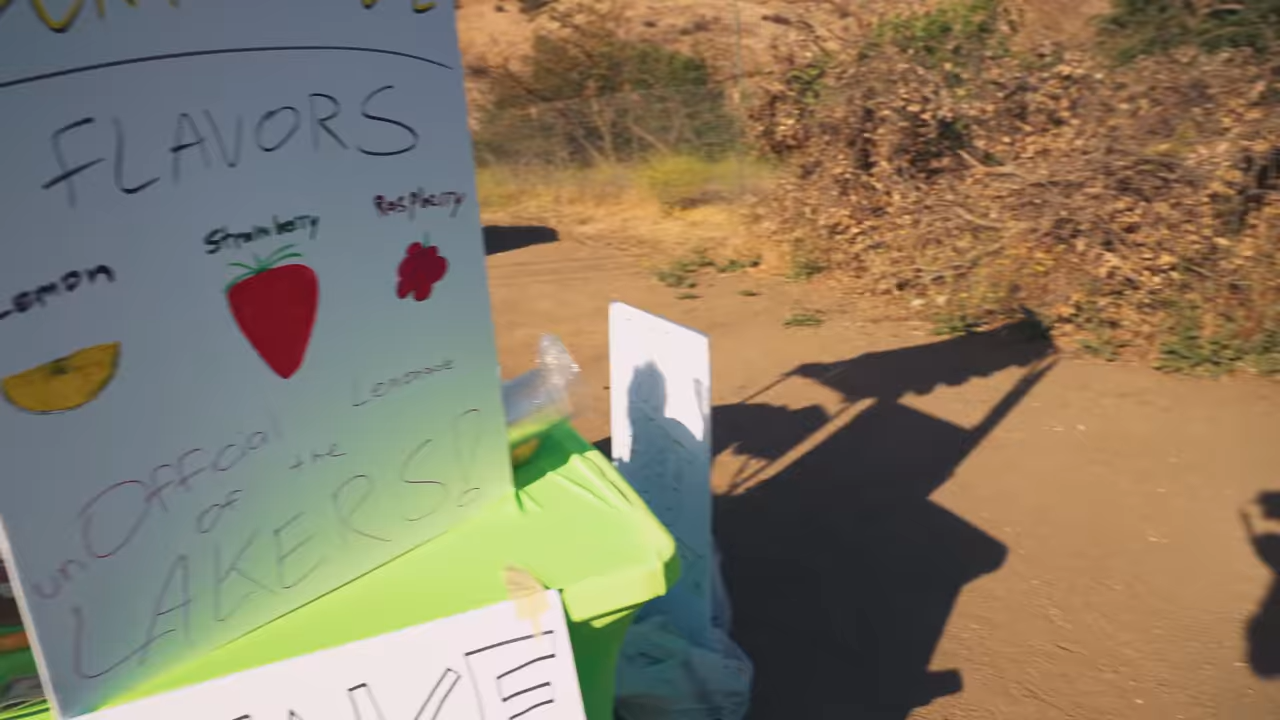 FLAVORS
Lemon Strawberry Raspberry
unOfficial Lemonade
of the
LAKERS!